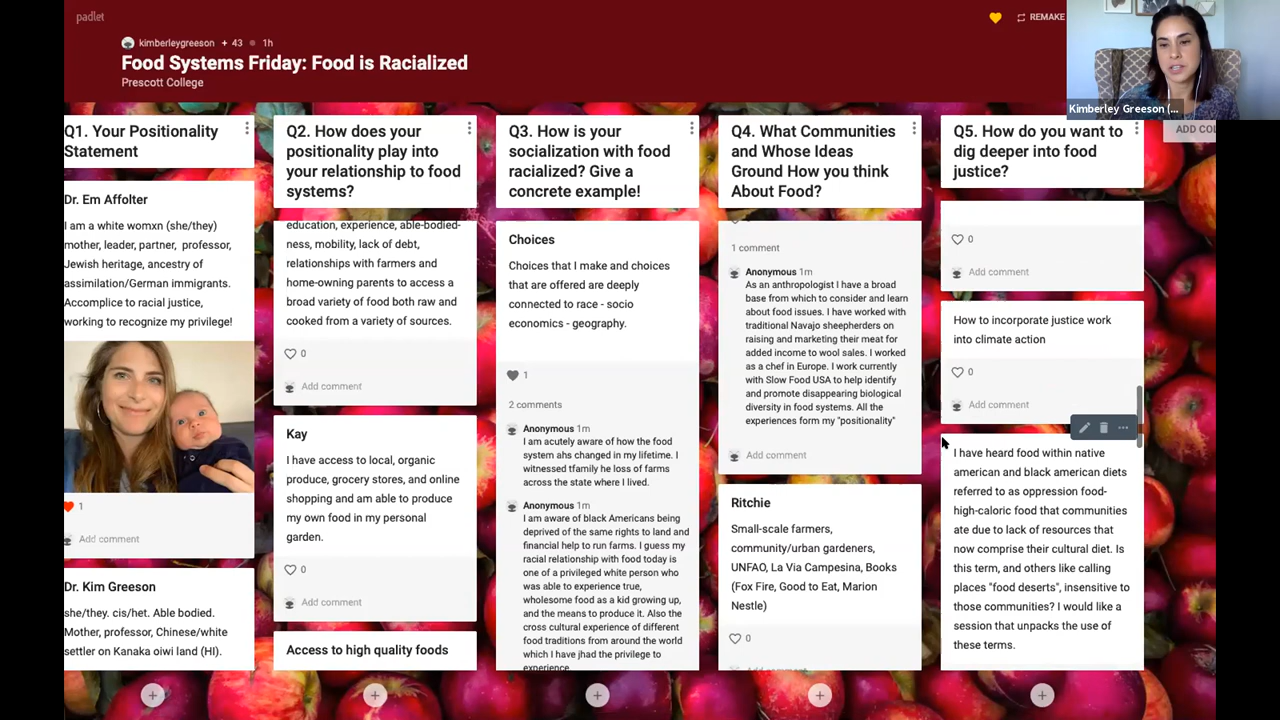 padlet
kimberleygreeson + 43 1h
REMAKE
Food Systems Friday: Food is Racialized
Prescott College
Kimberley Greeson (...
ADD COL
Q1. Your Positionality
Statement
Dr. Em Affolter
I am a white womxn (she/they)
mother, leader, partner, professor,
Jewish heritage, ancestry of
assimilation/German immigrants.
Accomplice to racial justice,
working to recognize my privilege!
1
Add comment
Dr. Kim Greeson
she/they. cis/het. Able bodied.
Mother, professor, Chinese/white
settler on Kanaka oiwi land (HI).
Q2. How does your
positionality play into
your relationship to food
systems?
education, experience, able-bodied-
ness, mobility, lack of debt,
relationships with farmers and
home-owning parents to access a
broad variety of food both raw and
cooked from a variety of sources.
0
Add comment
Kay
I have access to local, organic
produce, grocery stores, and online
shopping and am able to produce
my own food in my personal
garden.
0
Add comment
Access to high quality foods
Q3. How is your
socialization with food
racialized? Give a
concrete example!
Choices
Choices that I make and choices
that are offered are deeply
connected to race - socio
economics - geography.
1
2 comments
Anonymous 1m
I am acutely aware of how the food
system ahs changed in my lifetime. I
witnessed tfamily he loss of farms
across the state where I lived.
Anonymous 1m
I am aware of black Americans being
deprived of the same rights to land and
financial help to run farms. I guess my
racial relationship with food today is
one of a privileged white person who
was able to experience true,
wholesome food as a kid growing up,
and the means to produce it. Also the
cross cultural experience of different
food traditions from around the world
which I have jhad the privilege to
experience.
Q4. What Communities
and Whose Ideas
Ground How you think
About Food?
1 comment
Anonymous 1m
As an anthropologist I have a broad
base from which to consider and learn
about food issues. I have worked with
traditional Navajo sheepherders on
raising and marketing their meat for
added income to wool sales. I worked
as a chef in Europe. I work currently
with Slow Food USA to help identify
and promote disappearing biological
diversity in food systems. All the
experiences form my "positionality"
Add comment
Ritchie
Small-scale farmers,
community/urban gardeners,
UNFAO, La Via Campesina, Books
(Fox Fire, Good to Eat, Marion
Nestle)
0
Add comment
Q5. How do you want to
dig deeper into food
justice?
0
Add comment
How to incorporate justice work
into climate action
0
Add comment
I have heard food within native
american and black american diets
referred to as oppression food-
high-caloric food that communities
ate due to lack of resources that
now comprise their cultural diet. Is
this term, and others like calling
places "food deserts", insensitive to
those communities? I would like a
session that unpacks the use of
these terms.